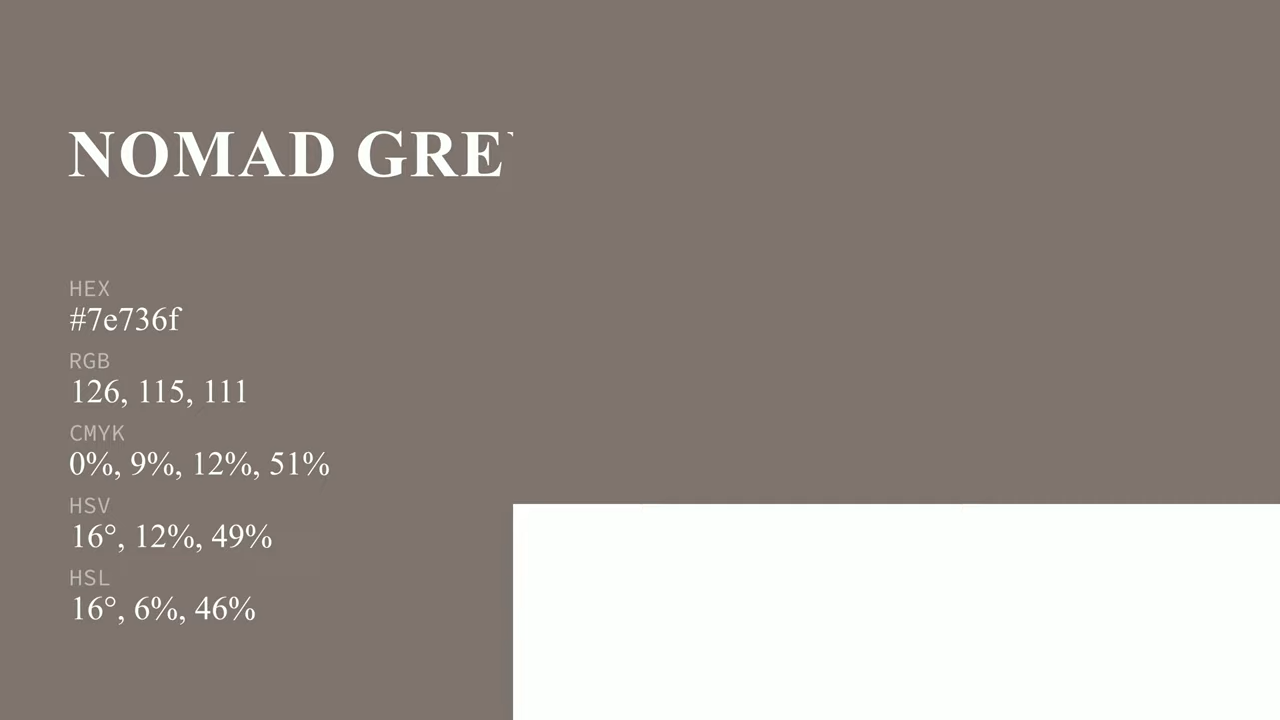 NOMAD GRE
HEX
#7e736f
RGB
126, 115, 111
CMYK
0%, 9%, 12%, 51%
HSV
16°, 12%, 49%
HSL
16°, 6%, 46%